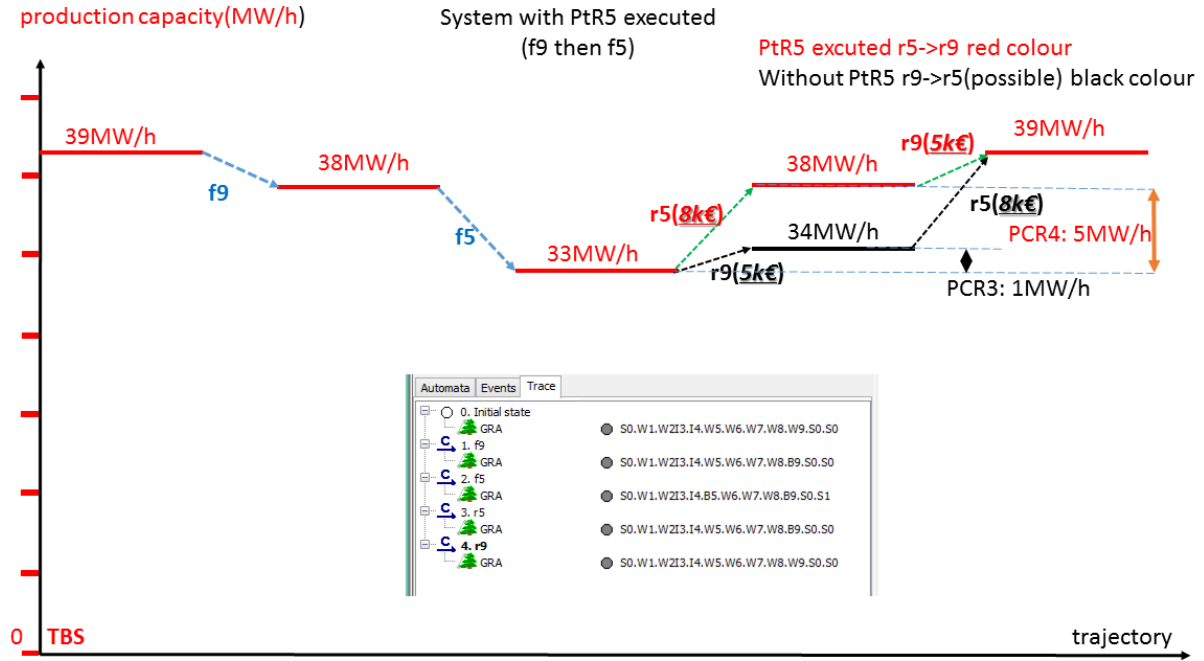 production capacity(MW/h)
System with PtR5 executed
(f9 then f5)
PtR5 excuted r5->r9 red colour
Without PtR5 r9->r5(possible) black colour
39MW/h
38MW/h
33MW/h
38MW/h
34MW/h
39MW/h
f9
f5
r5(8k€)
r9(5k€)
r9(5k€)
r5(8k€)
PCR4: 5MW/h
PCR3: 1MW/h
Automata Events Trace
0. Initial state
GRA S0.W1.W2I3.I4.W5.W6.W7.W8.W9.S0.S0
C 1. f9
GRA S0.W1.W2I3.I4.W5.W6.W7.W8.B9.S0.S0
C 2. f5
GRA S0.W1.W2I3.I4.B5.W6.W7.W8.B9.S0.S1
C 3. r5
GRA S0.W1.W2I3.I4.W5.W6.W7.W8.B9.S0.S0
C 4. r9
GRA S0.W1.W2I3.I4.W5.W6.W7.W8.W9.S0.S0
0 TBS
trajectory